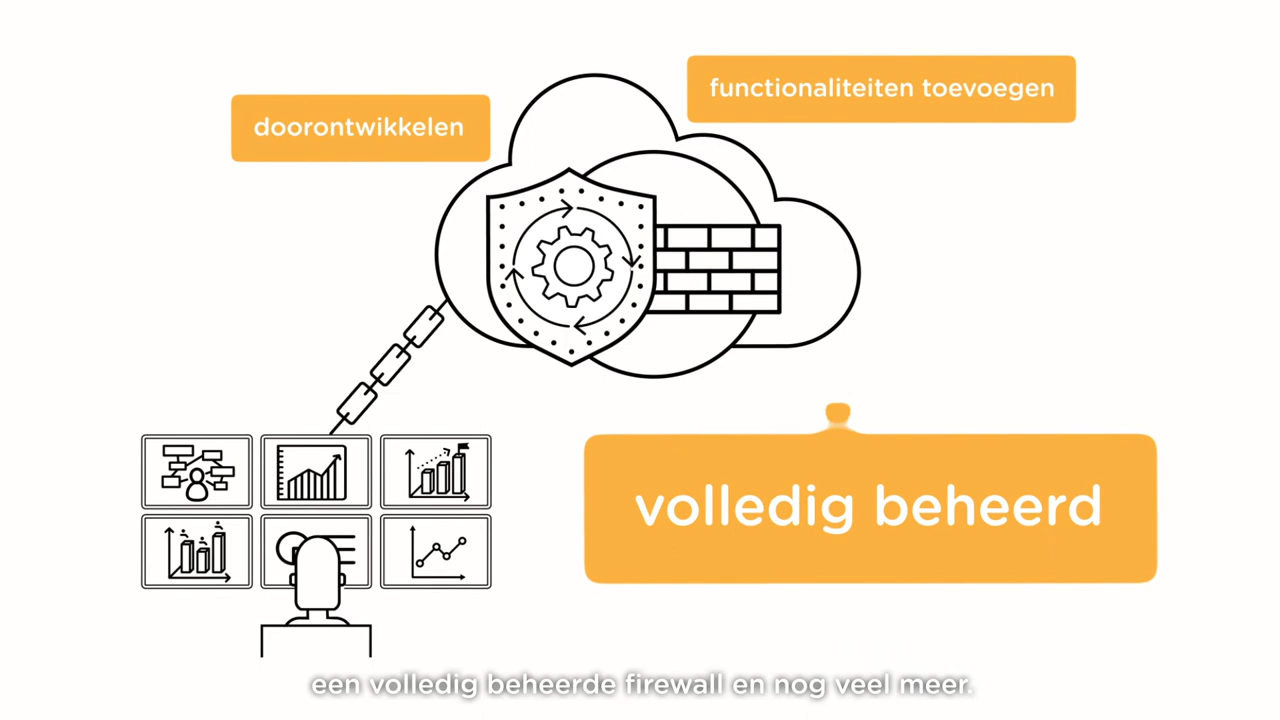 functionaliteiten toevoegen
doorontwikkelen
volledig beheerd
een volledig beheerde firewall en nog veel meer.